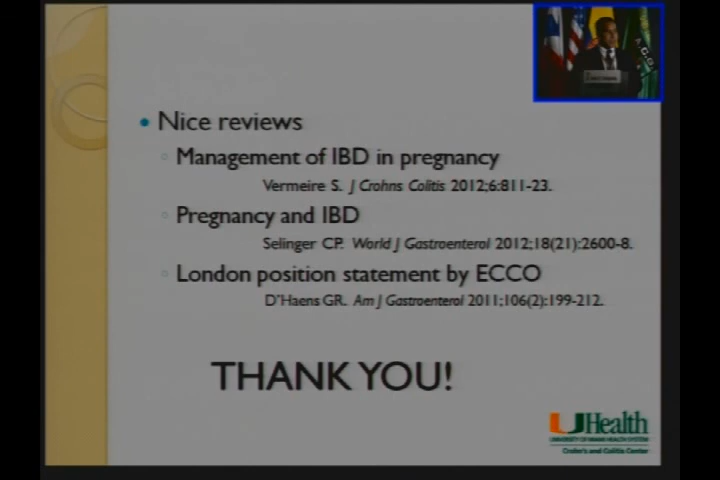 Nice reviews
Management of IBD in pregnancy
Vermeire S. J Crohns Colitis 2012;6:811-23.
Pregnancy and IBD
Selinger CP. World J Gastroenterol 2012;18(21):2600-8.
London position statement by ECCO
D"Haens GR. Am J Gastroenterol 2011;106(2):199-212.
THANK YOU!
UHealth
UNIVERSITY OF MIAMI HEALTH SYSTEM
Crohn's and Colitis Center